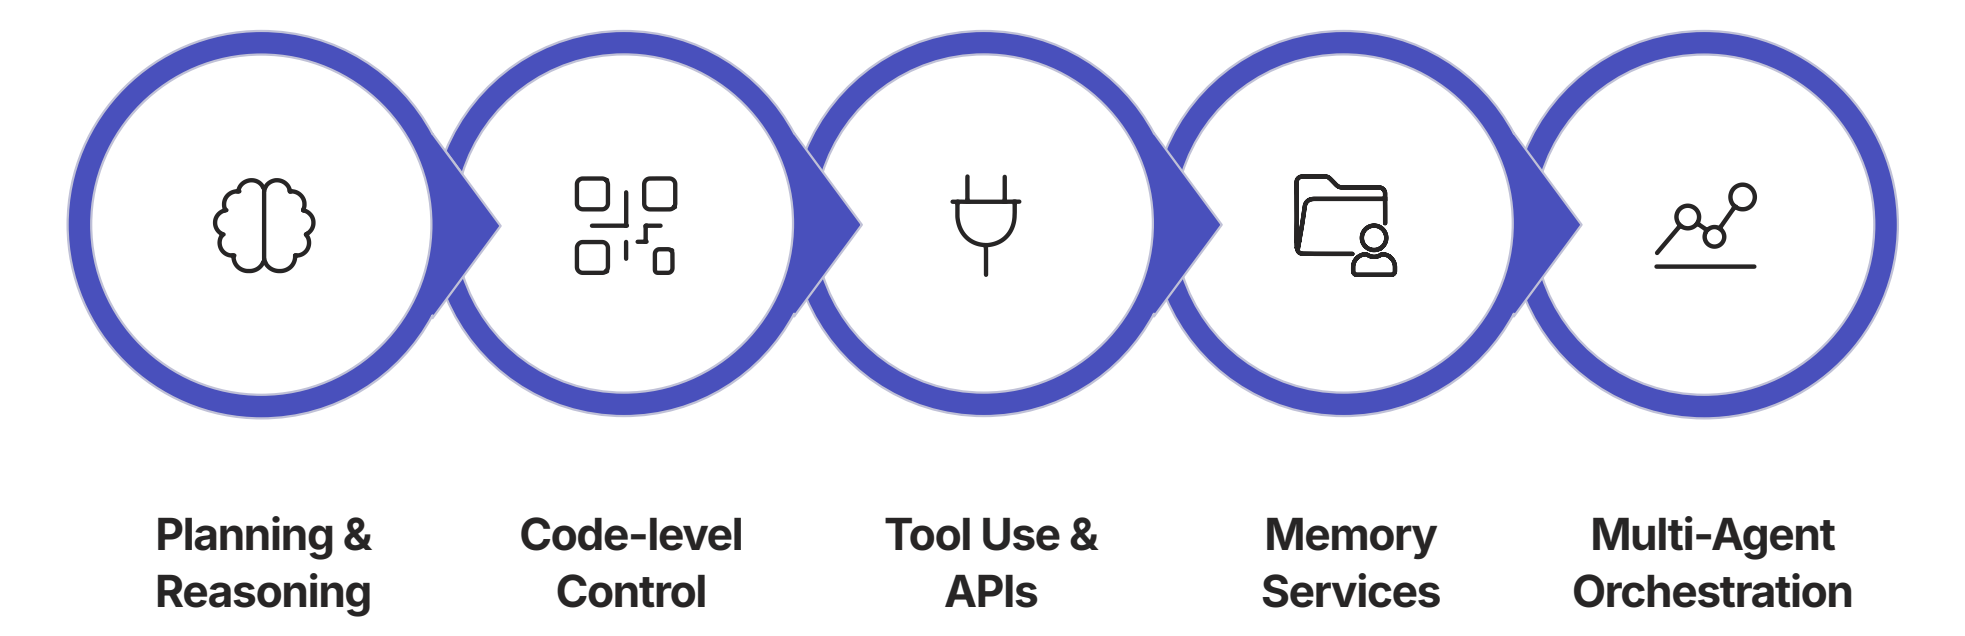 Planning &
Reasoning
Code-level
Control
Tool Use &
APIs
Memory
Services
Multi-Agent
Orchestration